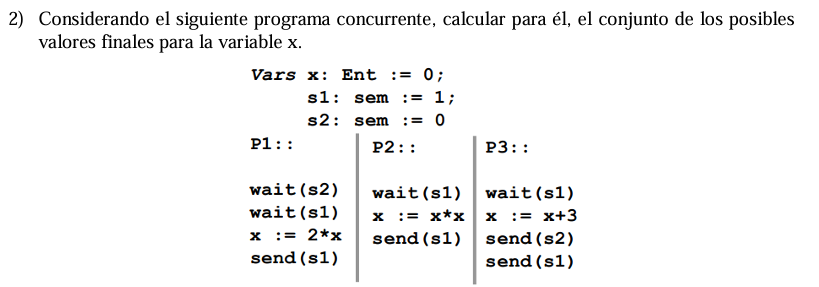 2) Considerando el siguiente programa concurrente, calcular para él, el conjunto de los posibles
valores finales para la variable x.
Vars x: Ent := 0;
s1: sem := 1;
s2: sem := 0
P1:: P2:: P3::
wait(s2) wait(s1) wait(s1)
wait(s1) x := x*x x := x+3
x := 2*x send(s1) send(s2)
send(s1) send(s1)